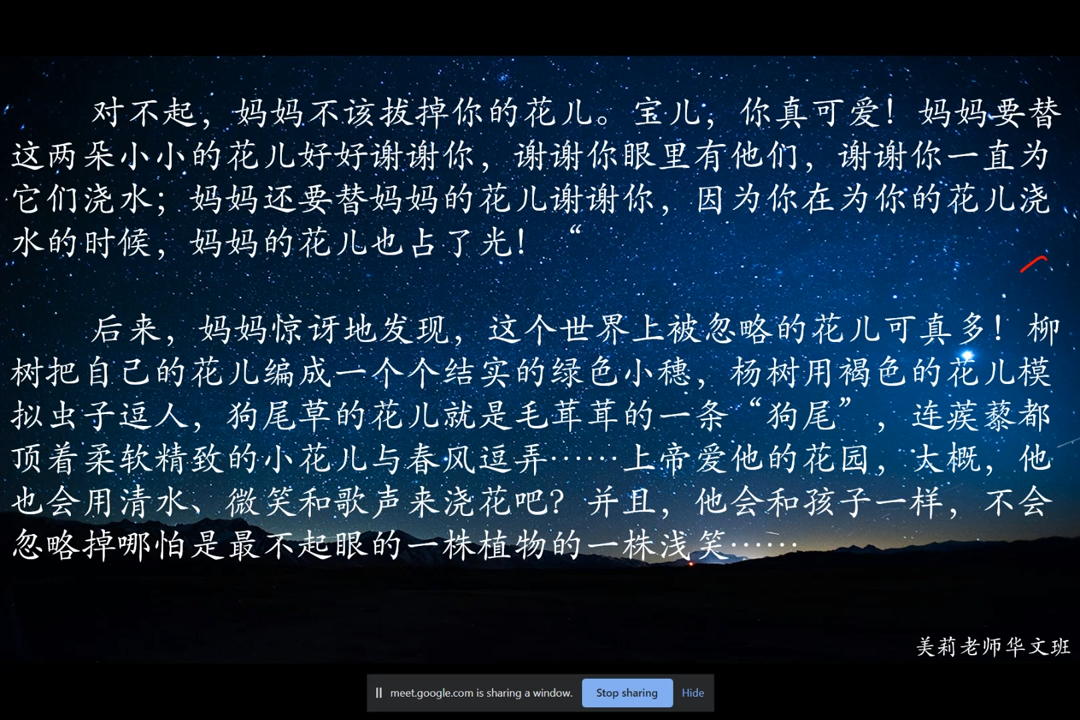 对不起，妈妈不该拔掉你的花儿。宝儿，你真可爱！妈妈要替
这两朵小小的花儿好好谢谢你，谢谢你眼里有他们，谢谢你一直为
它们浇水；妈妈还要替妈妈的花儿谢谢你，因为你在为你的花儿浇
水的时候，妈妈的花儿也占了光！“
后来，妈妈惊讶地发现，这个世界上被忽略的花儿可真多！柳
树把自己的花儿编成一个个结实的绿色小穗，杨树用褐色的花儿模
拟虫子逗人，狗尾草的花儿就是毛茸茸的一条“狗尾”，连蒺藜都
顶着柔软精致的小花儿与春风逗弄……上帝爱他的花园，大概，他
也会用清水、微笑和歌声来浇花吧？并且，他会和孩子一样，不会
忽略掉哪怕是最不起眼的一株植物的一株浅笑……
美莉老师华文班
meet.google.com is sharing a window. Stop sharing Hide